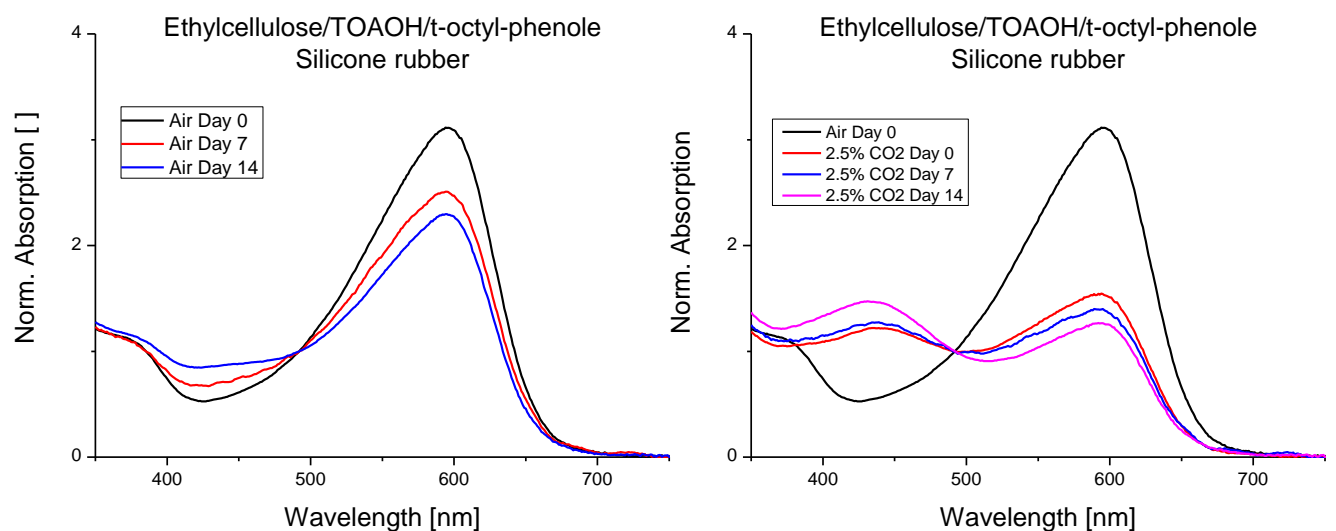 Ethylcellulose/TOAOH/t-octyl-phenole
Silicone rubber
Air Day 0
Air Day 7
Air Day 14
Norm. Absorption [ ]
4
2
0
400
500
600
700
Wavelength [nm]
Ethylcellulose/TOAOH/t-octyl-phenole
Silicone rubber
Air Day 0
2.5% CO2 Day 0
2.5% CO2 Day 7
2.5% CO2 Day 14
Norm. Absorption
4
2
0
400
500
600
700
Wavelength [nm]